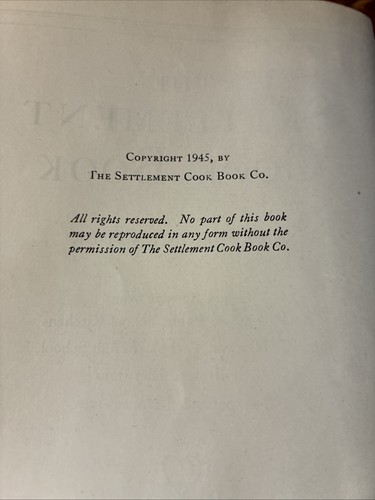 Copyright 1945, by
The Settlement Cook Book Co.
All rights reserved. No part of this book
may be reproduced in any form without the
permission of The Settlement Cook Book Co.